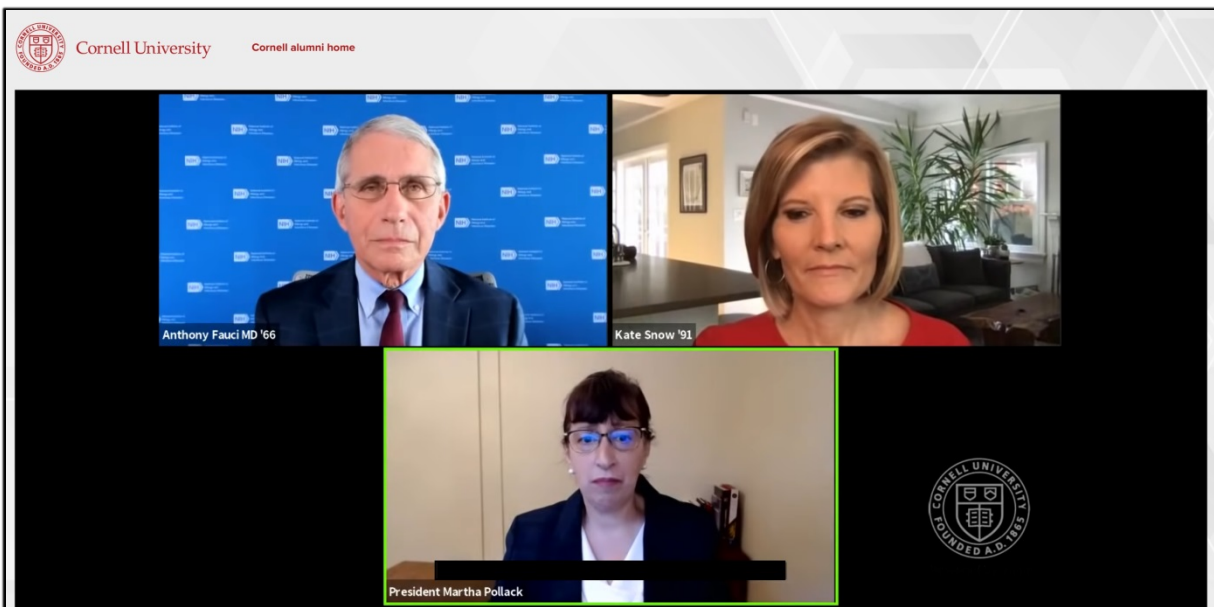 Cornell University
Cornell alumni home
NIH
Anthony Fauci MD '66
Kate Snow '91
President Martha Pollack
CORNELL UNIVERSITY
FOUNDED A.D. 1865